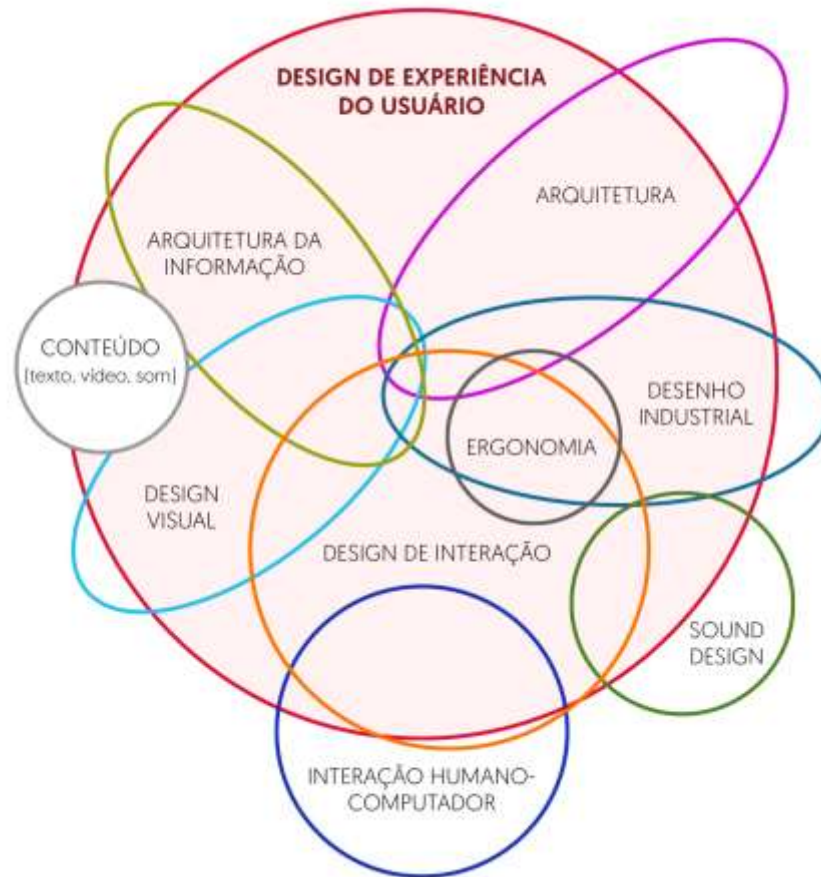 DESIGN DE EXPERIÊNCIA
DO USUÁRIO
ARQUITETURA
ARQUITETURA DA
INFORMAÇÃO
CONTEÚDO
(texto, vídeo, som)
DESENHO
INDUSTRIAL
ERGONOMIA
DESIGN
VISUAL
DESIGN DE INTERAÇÃO
SOUND
DESIGN
INTERAÇÃO HUMANO-
COMPUTADOR